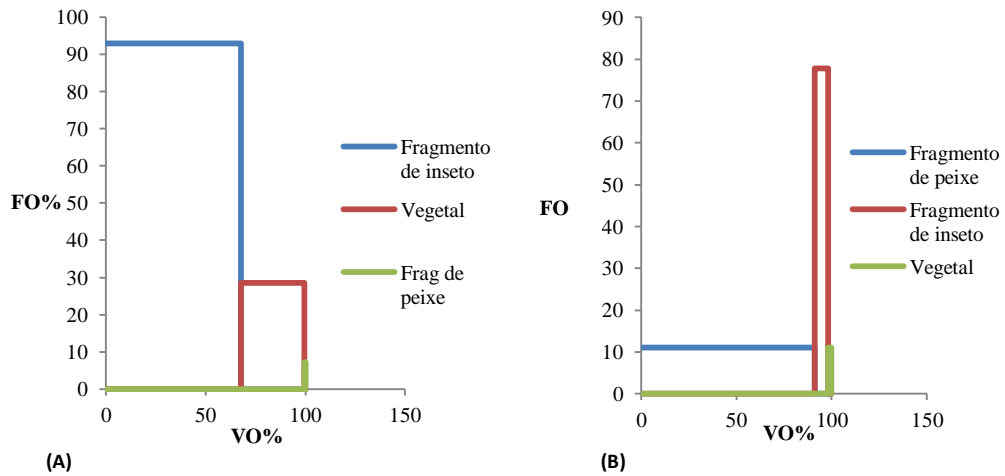 100
90
80
70
60
50
40
30
20
10
0
FO%
0
50
100
150
VO%
Fragmento
de inseto
Vegetal
Frag de
peixe
(A)
90
80
70
60
50
40
30
20
10
0
FO
0
50
100
150
VO%
Fragmento
de peixe
Fragmento
de inseto
Vegetal
(B)